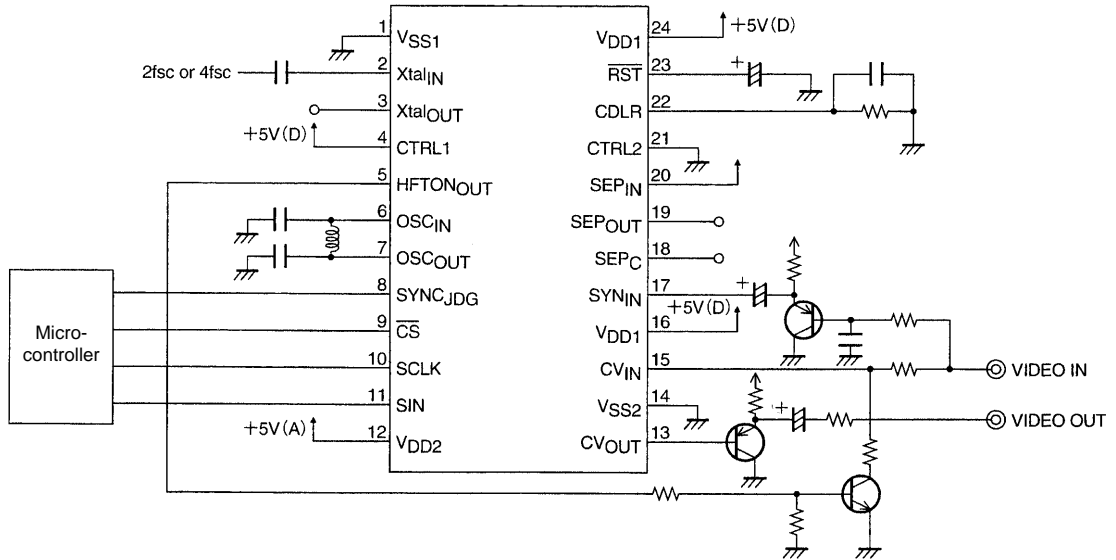 1 VSS1
2fsc or 4fsc 2 XtalIN
3 XtalOUT
+5V(D) 4 CTRL1
5 HFTONOUT
6 OSCIN
7 OSCOUT
8 SYNCJDG
9 CS
10 SCLK
11 SIN
+5V(A) 12 VDD2
Micro-
controller
VDD1 24 +5V(D)
RST 23 +
CDLR 22
CTRL2 21
SEPIN 20
SEPOUT 19
SEPC 18
SYNIN 17 +
+5V(D)
VDD1 16
CVIN 15 VIDEO IN
VSS2 14
+ VIDEO OUT
CVOUT 13